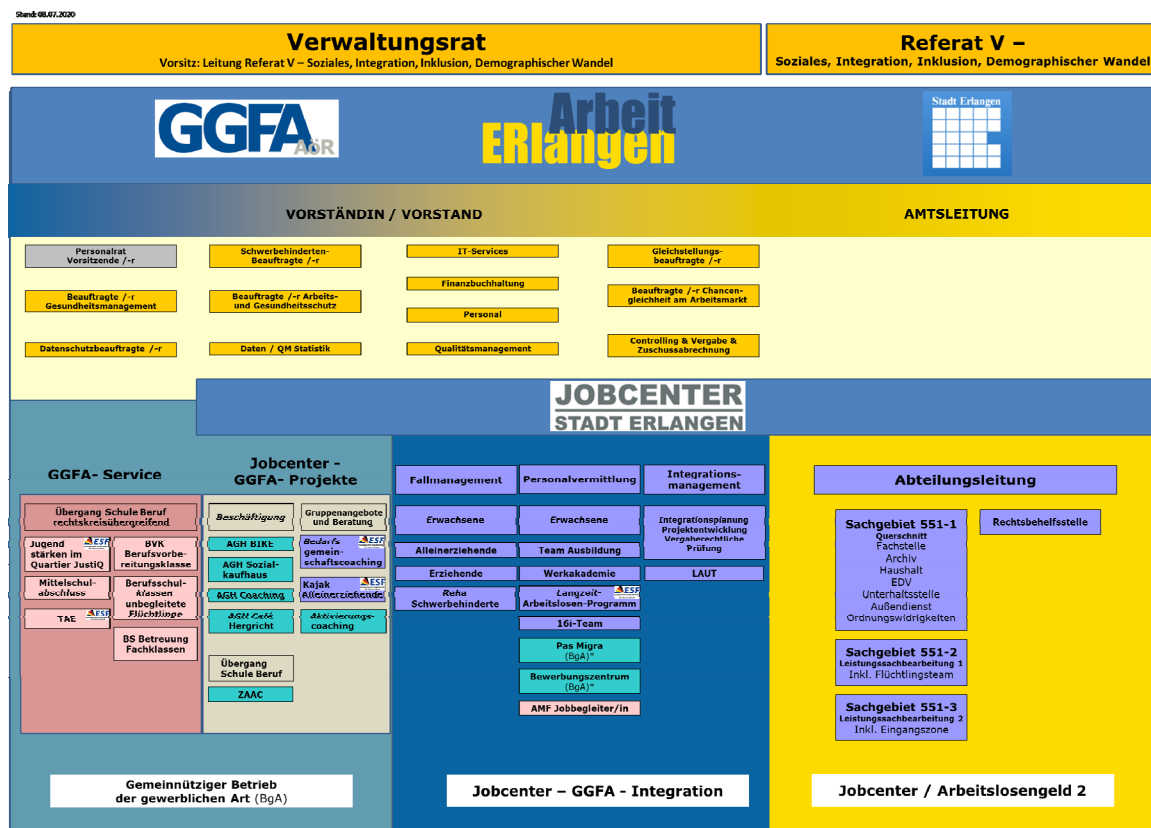 Stand: 08.07.2020
Verwaltungsrat
Vorsitz: Leitung Referat V – Soziales, Integration, Inklusion, Demographischer Wandel
Referat V –
Soziales, Integration, Inklusion, Demographischer Wandel
GGFA AöR
Arbeit
ERlangen
Stadt Erlangen
VORSTÄNDIN / VORSTAND
AMTSLEITUNG
Personalrat
Vorsitzende /-r
Schwerbehinderten-
Beauftragte /-r
IT-Services
Gleichstellungs-
beauftragte /-r
Beauftragte /-r
Gesundheitsmanagement
Beauftragte /-r Arbeits-
und Gesundheitsschutz
Finanzbuchhaltung
Personal
Beauftragte /-r Chancen-
gleichheit am Arbeitsmarkt
Datenschutzbeauftragte /-r
Daten / QM Statistik
Qualitätsmanagement
Controlling & Vergabe &
Zuschussabrechnung
JOBCENTER
STADT ERLANGEN
GGFA- Service
Übergang Schule Beruf
rechtskreisübergreifend
Jugend
stärken im
Quartier JustiQ
ESF
BVK
Berufsvorbe-
reitungsklasse
Mittelschul-
abschluss
Berufsschul-
klassen
unbegleitete
Flüchtlinge
TAE
ESF
BS Betreuung
Fachklassen
Jobcenter -
GGFA- Projekte
Beschäftigung
Gruppenangebote
und Beratung
AGH BIKE
Bedarfs
gemein-
schaftscoaching
ESF
AGH Sozial-
kaufhaus
Kajak
Alleinerziehende
ESF
AGH Coaching
AGH Café
Hergricht
Aktivierungs-
coaching
Übergang
Schule Beruf
ZAAC
Fallmanagement
Erwachsene
Alleinerziehende
Erziehende
Reha
Schwerbehinderte
Personalvermittlung
Erwachsene
Team Ausbildung
Werkakademie
Langzeit-
Arbeitslosen-Programm
ESF
16i-Team
Pas Migra
(BgA)*
Bewerbungszentrum
(BgA)*
AMF Jobbegleiter/in
Integrations-
management
Integrationsplanung
Projektentwicklung
Vergaberechtliche
Prüfung
LAUT
Abteilungsleitung
Sachgebiet 551-1
Querschnitt
Fachstelle
Archiv
Haushalt
EDV
Unterhaltsstelle
Außendienst
Ordnungswidrigkeiten
Rechtsbehelfsstelle
Sachgebiet 551-2
Leistungssachbearbeitung 1
Inkl. Flüchtlingsteam
Sachgebiet 551-3
Leistungssachbearbeitung 2
Inkl. Eingangszone
Gemeinnütziger Betrieb
der gewerblichen Art (BgA)
Jobcenter – GGFA - Integration
Jobcenter / Arbeitslosengeld 2